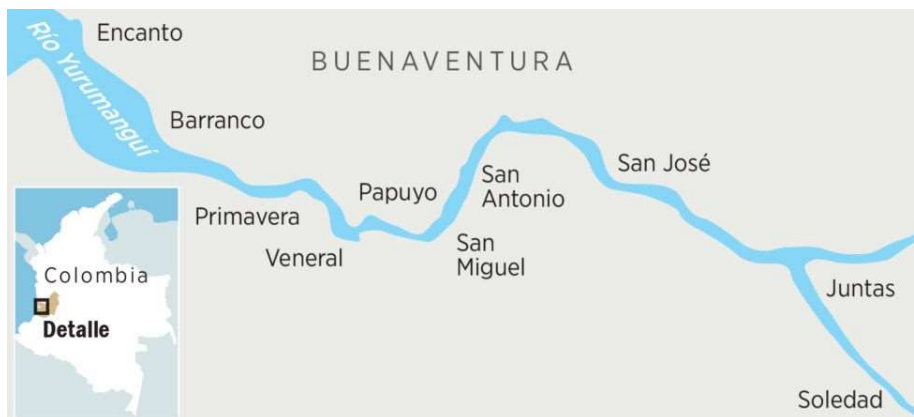 Encanto
Río Yurumanguí
BUENAVENTURA
Barranco
San José
Papuyo
San
Antonio
Primavera
Veneral
San
Miguel
Juntas
Soledad
Colombia
Detalle